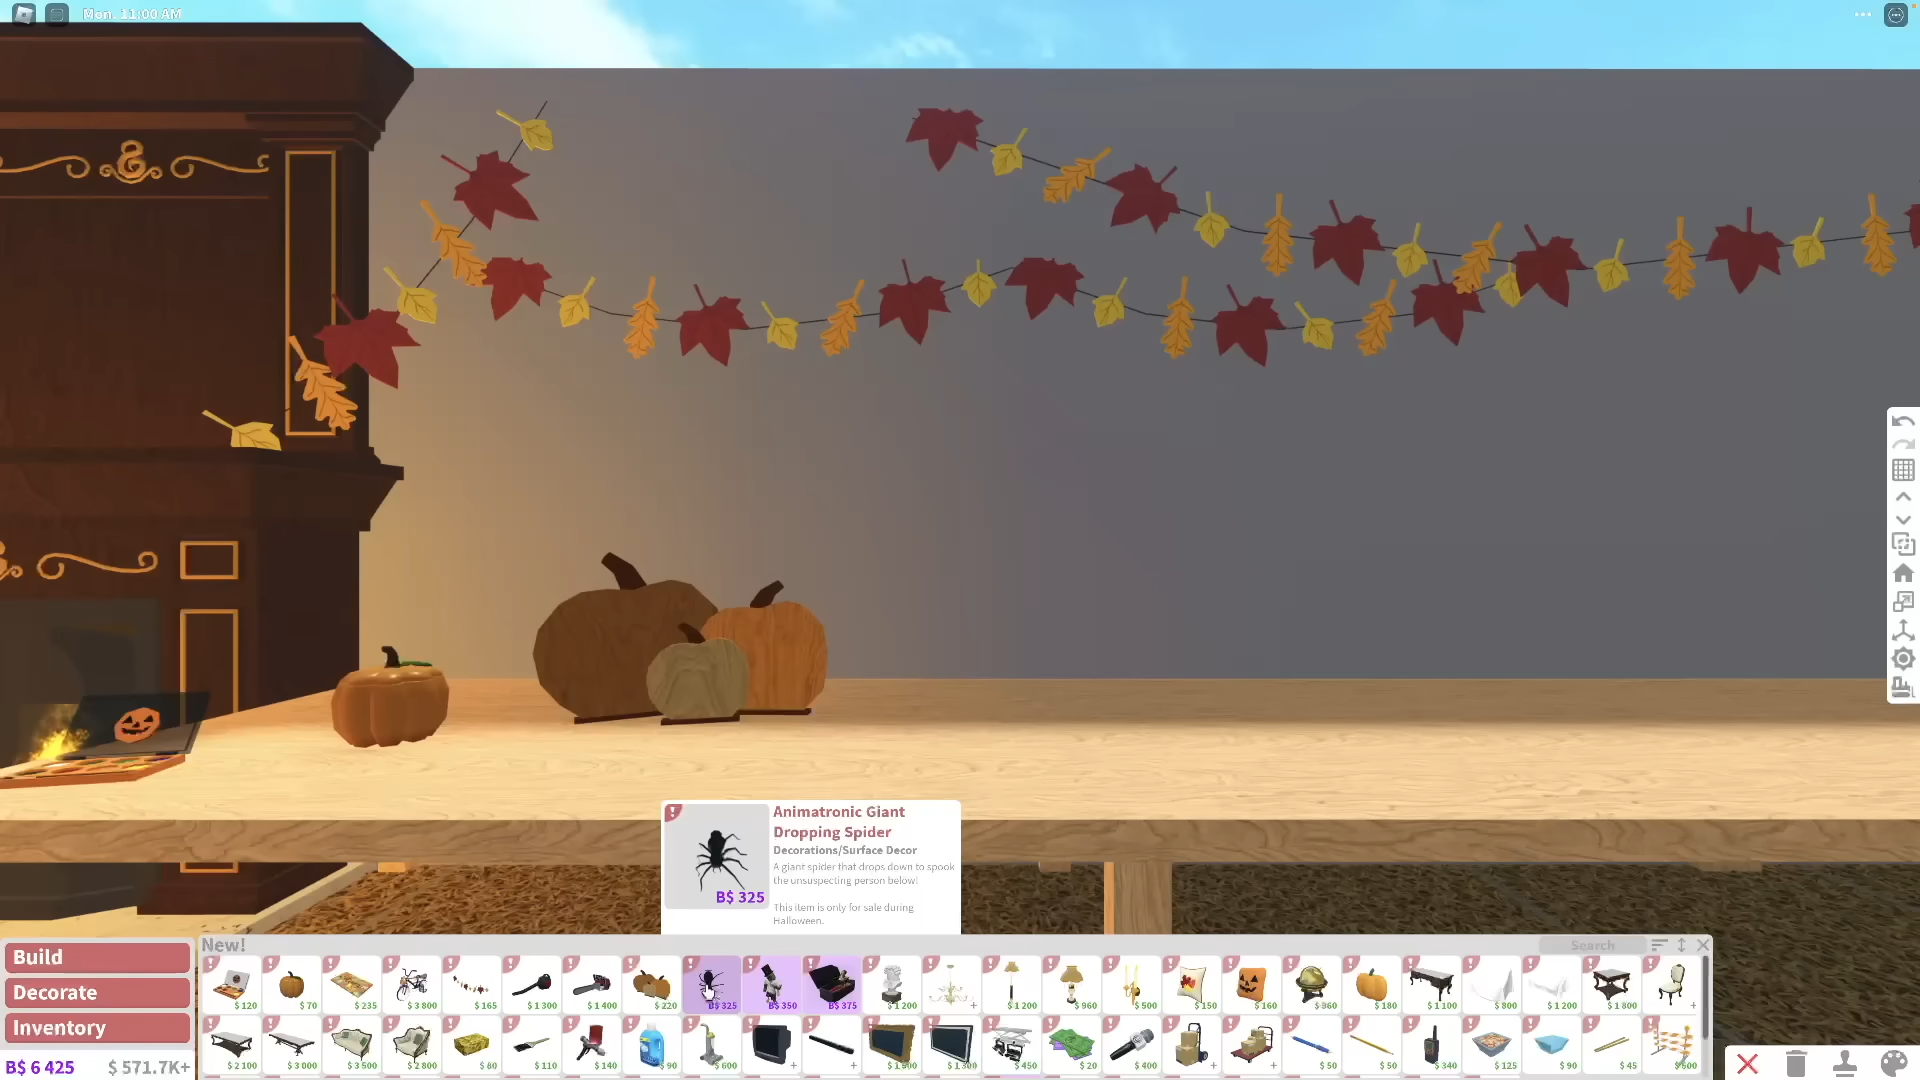 Mon. 11:00 AM
Animatronic Giant
Dropping Spider
Decorations/Surface Decor
A giant spider that drops down to spook
the unsuspecting person below!
This item is only for sale during
Halloween.
B$ 325
Build
Decorate
Inventory
B$ 6 425
$ 571.7K+
New!
Search
$ 120
$ 70
$ 235
$ 3 800
$ 165
$ 1 300
$ 1 400
$ 220
B$ 325
B$ 350
B$ 375
$ 1 200
+
$ 1 200
$ 960
$ 500
$ 150
$ 160
$ 360
$ 180
$ 1 100
$ 800
$ 1 200
$ 1 800
+
$ 2 100
$ 3 000
$ 3 500
$ 2 800
$ 80
$ 110
$ 140
$ 90
$ 600
+
+
$ 1 300
$ 450
$ 20
$ 400
+
+
$ 50
$ 50
$ 340
$ 125
$ 90
$ 45
$ 600